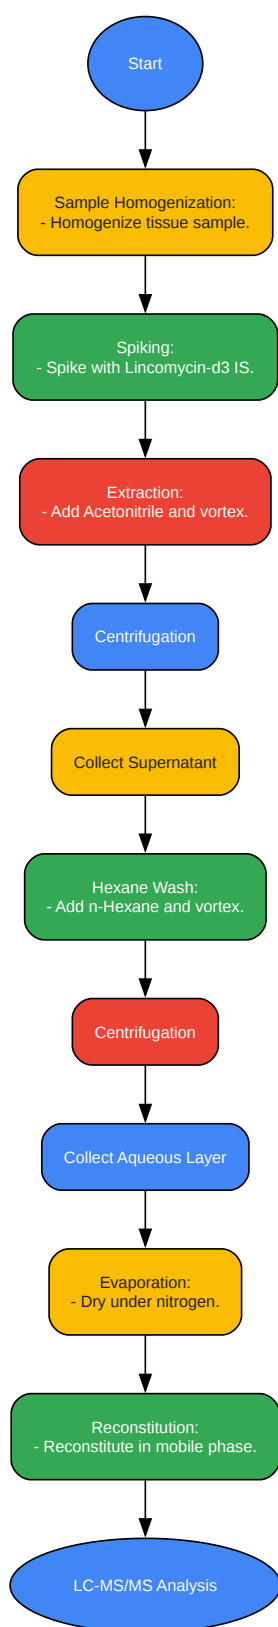 Start
Sample Homogenization:
- Homogenize tissue sample.
Spiking:
- Spike with Lincomycin-d3 IS.
Extraction:
- Add Acetonitrile and vortex.
Centrifugation
Collect Supernatant
Hexane Wash:
- Add n-Hexane and vortex.
Centrifugation
Collect Aqueous Layer
Evaporation:
- Dry under nitrogen.
Reconstitution:
- Reconstitute in mobile phase.
LC-MS/MS Analysis